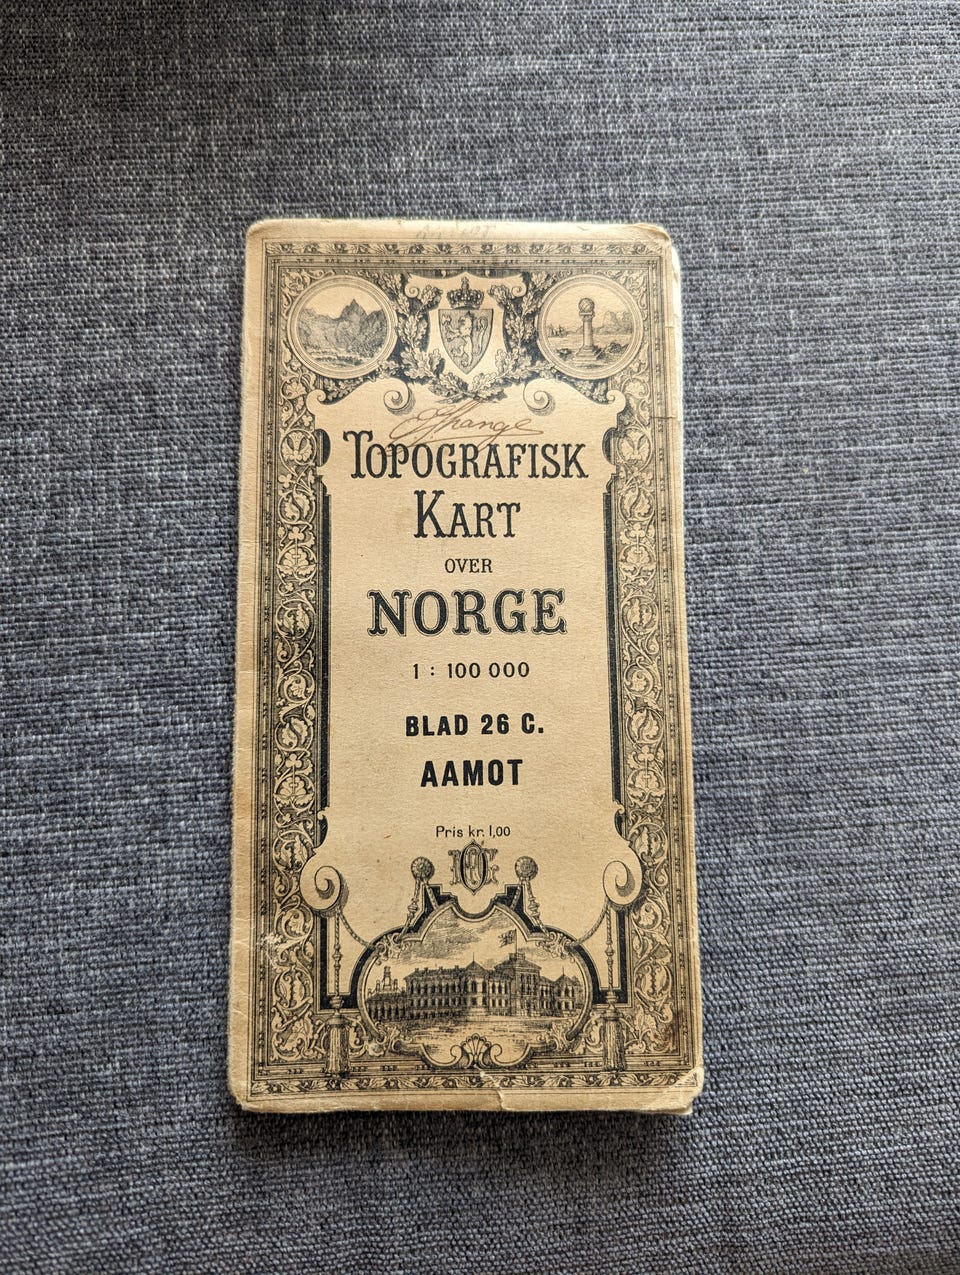 TOPOGRAFISK
KART
OVER
NORGE
1 : 100 000
BLAD 26 C.
AAMOT
Pris kr. 1,00